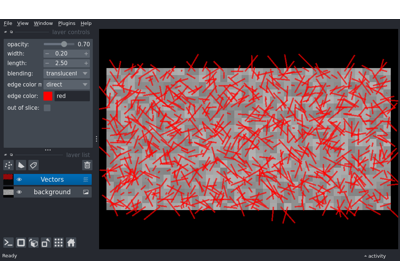 File View Window Plugins Help
layer controls
opacity: 0.70
width: 0.20
length: 2.50
blending: translucent
edge color m direct
edge color: red
out of slice:
layer list
Vectors
background
Ready
activity